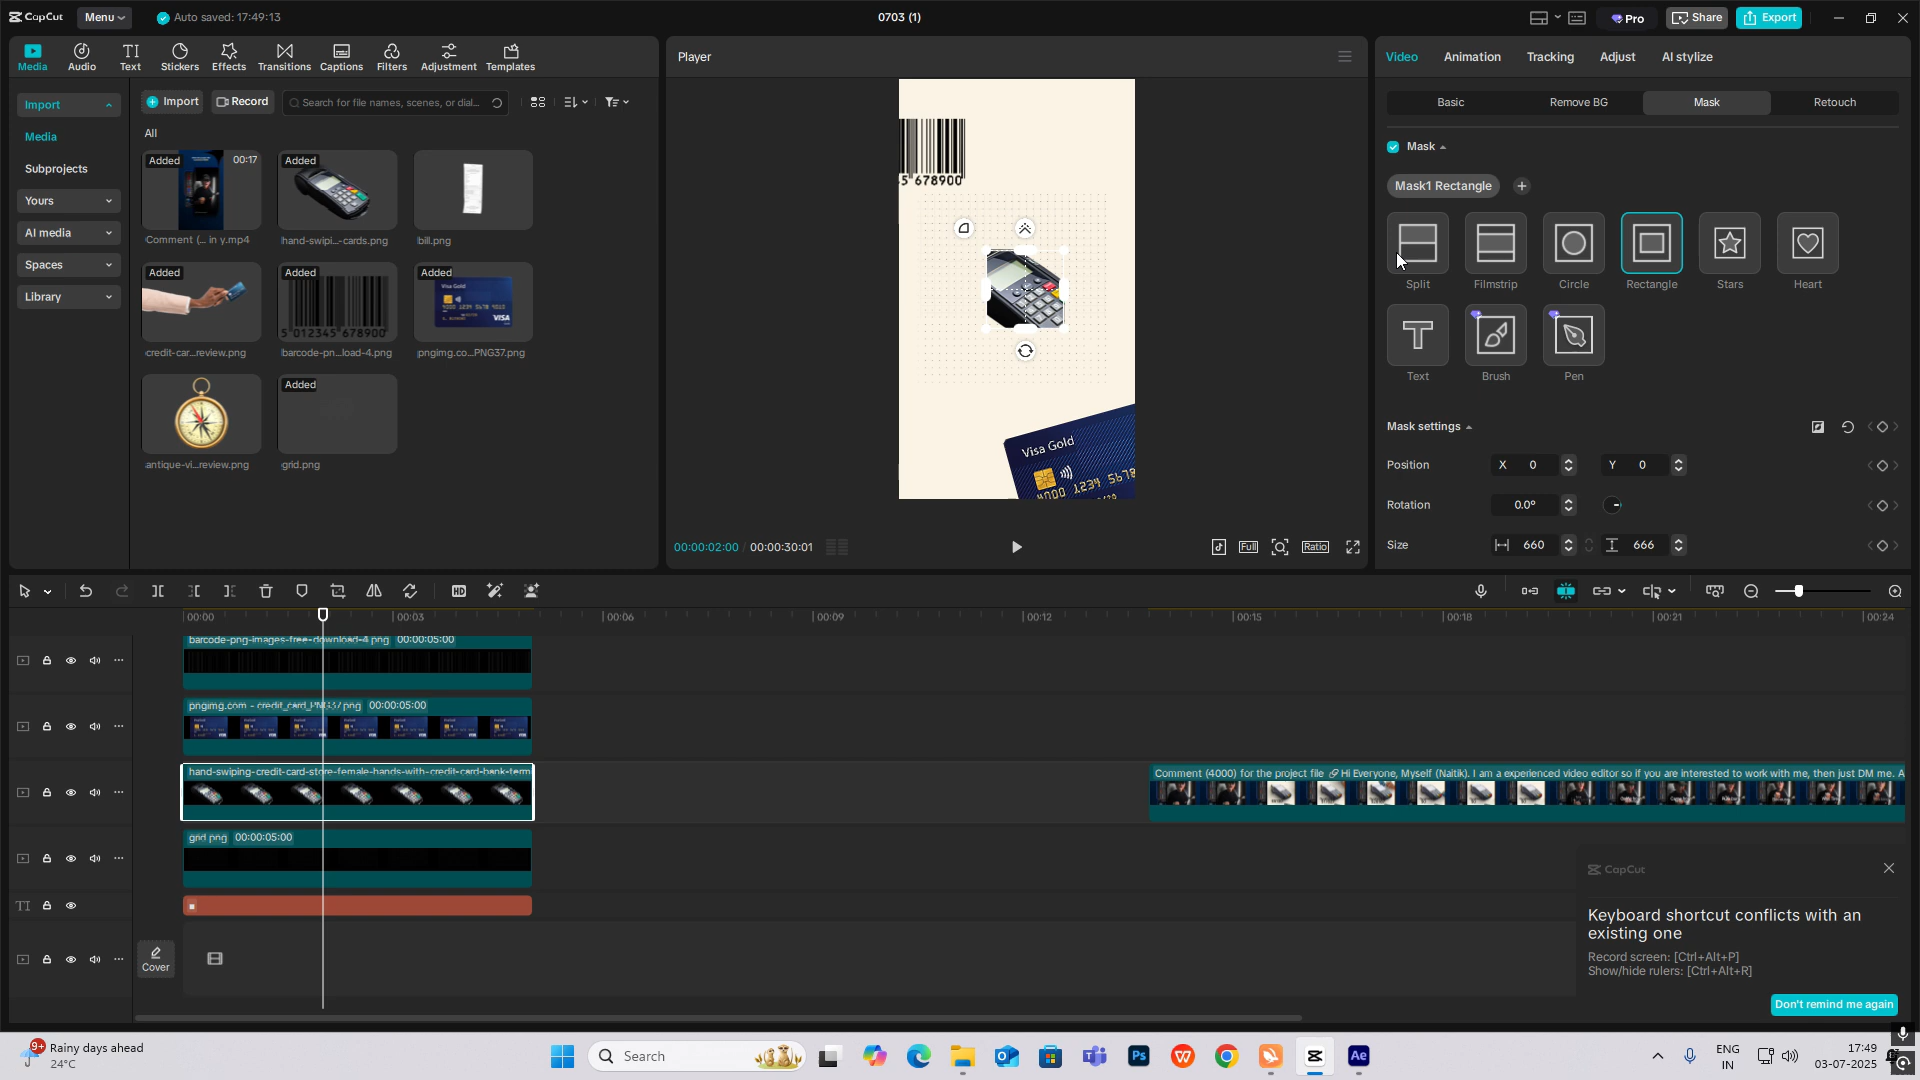 CapCut
Menu
Auto saved: 17:49:13
0703 (1)
Pro
Share
Export
Media
Audio
Text
Stickers
Effects
Transitions
Captions
Filters
Adjustment
Templates
Import
Media
Subprojects
Yours
AI media
Spaces
Library
Import
Record
Search for file names, scenes, or dial...
All
Added
00:17
Comment (... in y.mp4
Added
hand-swipi...-cards.png
Added
bill.png
Added
credit-car...review.png
Added
5 012345 678900
barcode-pn...load-4.png
Added
VISA
pngimg.co...PNG37.png
antique-vi...review.png
Added
grid.png
Player
5 678900
Visa Gold
4000 1234 5678
00:00:02:00 / 00:00:30:01
Full
Ratio
Video
Animation
Tracking
Adjust
AI stylize
Basic
Remove BG
Mask
Retouch
Mask
Mask1 Rectangle
Split
Filmstrip
Circle
Rectangle
Stars
Heart
Text
Brush
Pen
Mask settings
Position
X 0
Y 0
Rotation
0.0°
Size
660
666
HD
00:00
00:03
00:06
00:09
00:12
00:15
00:18
00:21
00:24
barcode-png-images-free-download-4.png 00:00:05:00
pngimg.com - credit_card_PNG37.png 00:00:05:00
hand-swiping-credit-card-store-female-hands-with-credit-card-bank-term
Comment (4000) for the project file Hi Everyone, Myself (Naitik). I am a experienced video editor so if you are interested to work with me, then just DM me. A
grid.png 00:00:05:00
TI
Cover
CapCut
Keyboard shortcut conflicts with an existing one
Record screen: [Ctrl+Alt+P]
Show/hide rulers: [Ctrl+Alt+R]
Don't remind me again
9+
Rainy days ahead
24°C
Search
Ps
Ae
ENG
IN
17:49
03-07-2025